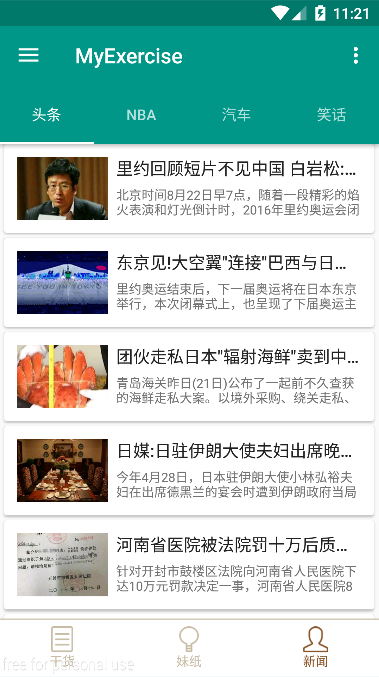 11:21
MyExercise
头条
NBA
汽车
笑话
里约回顾短片不见中国 白岩松:...
北京时间8月22日早7点，随着一段精彩的焰
火表演和灯光倒计时，2016年里约奥运会闭
东京见!大空翼"连接"巴西与日...
里约奥运结束后，下一届奥运将在日本东京
举行，本次闭幕式上，也呈现了下届奥运主
团伙走私日本"辐射海鲜"卖到中...
青岛海关昨日(21日)公布了一起前不久查获
的海鲜走私大案。以境外采购、绕关走私、
日媒:日驻伊朗大使夫妇出席晚...
今年4月28日，日本驻伊朗大使小林弘裕夫
妇在出席德黑兰的宴会时遭到伊朗政府当局
河南省医院被法院罚十万后质...
针对开封市鼓楼区法院向河南省人民医院下
达10万元罚款决定一事，河南省人民医院8
干货
妹纸
新闻
free for personal use